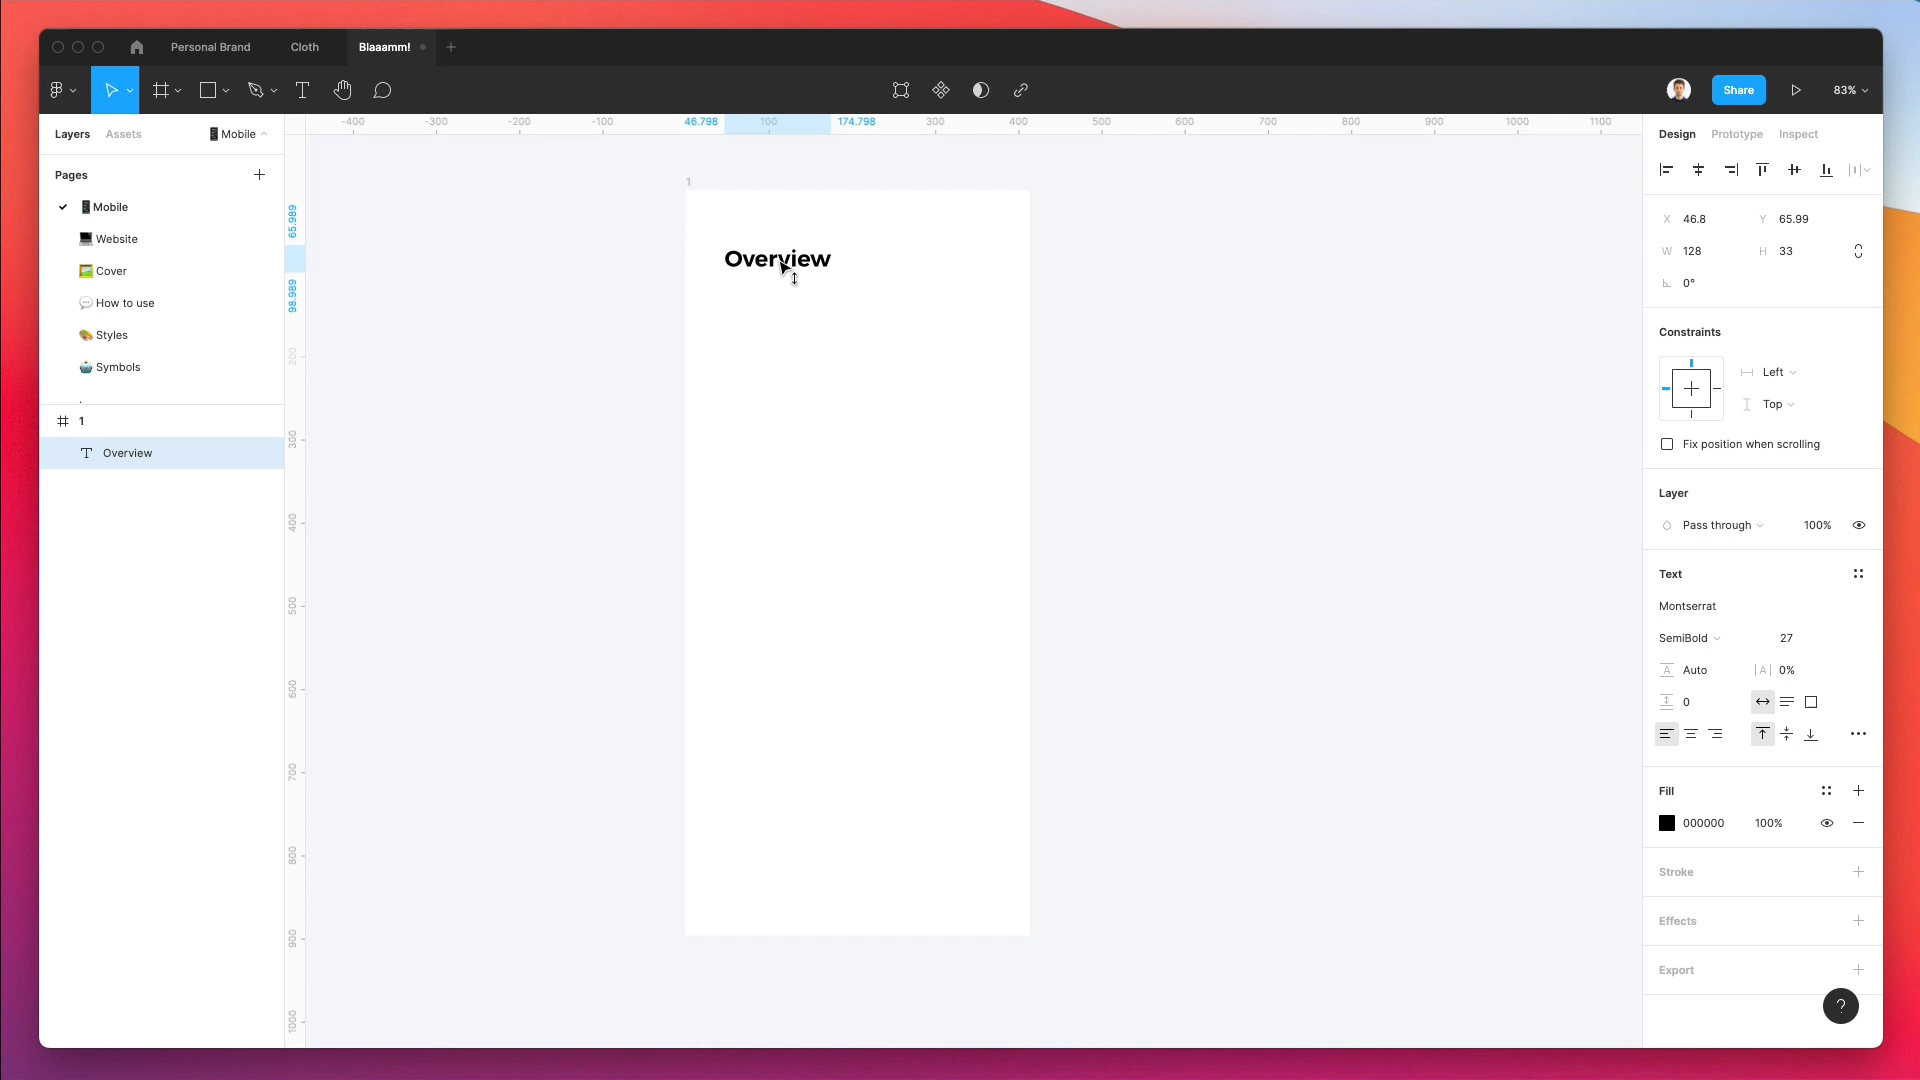 Personal Brand
Cloth
Blaaamm!
Share
83%
Layers
Assets
Mobile
Pages
Mobile
Website
Cover
How to use
Styles
Symbols
1
Overview
-400
-300
-200
-100
46.798
100
174.798
300
400
500
600
700
800
900
1000
1100
65.989
98.989
200
300
400
500
600
700
800
900
1000
1
Overview
Design
Prototype
Inspect
X 46.8
Y 65.99
W 128
H 33
0°
Constraints
Left
Top
Fix position when scrolling
Layer
Pass through
100%
Text
Montserrat
SemiBold
27
A Auto
|A| 0%
0
Fill
000000
100%
Stroke
Effects
Export
?